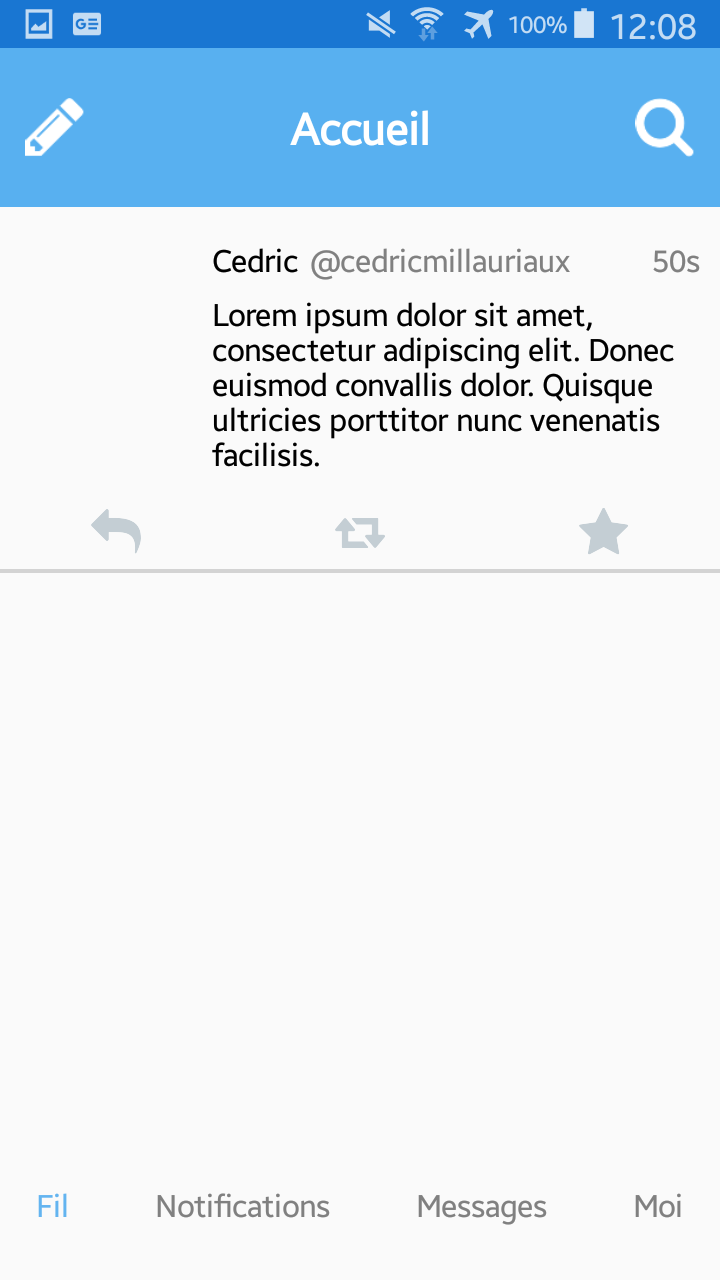 100% 12:08
Accueil
Cedric @cedricmillauriaux 50s
Lorem ipsum dolor sit amet,
consectetur adipiscing elit. Donec
euismod convallis dolor. Quisque
ultricies porttitor nunc venenatis
facilisis.
Fil Notifications Messages Moi